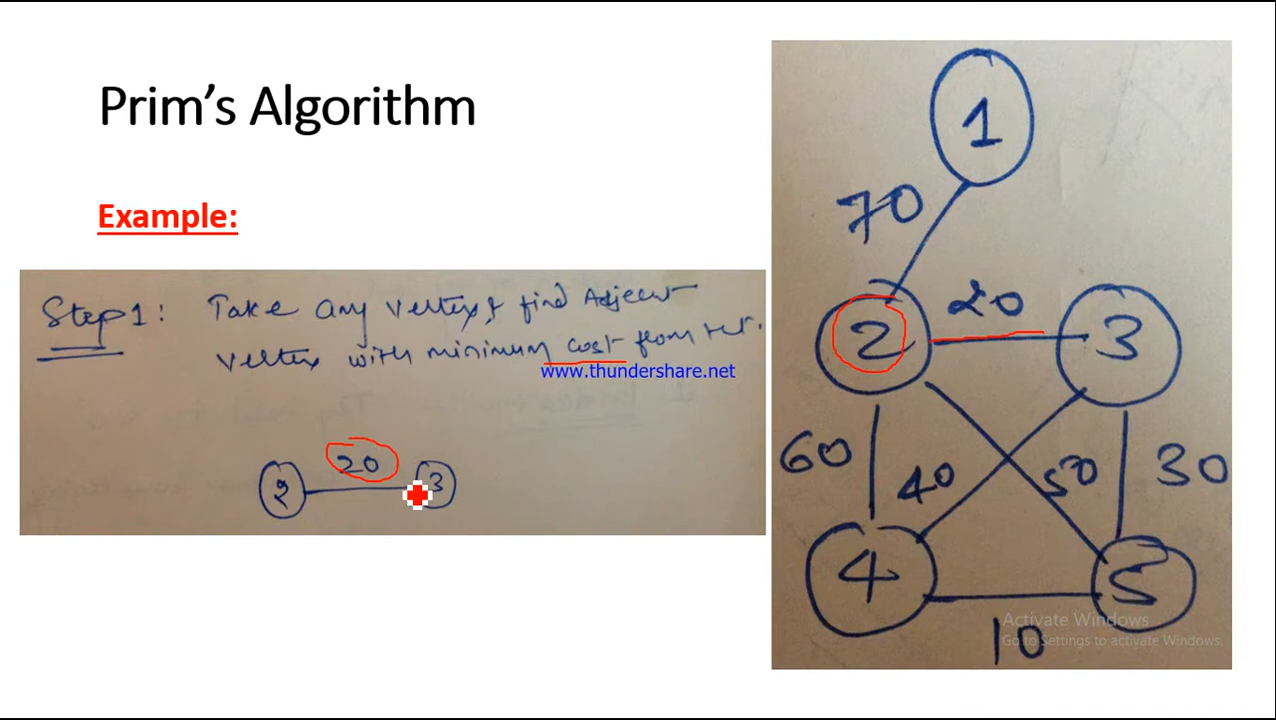 Prim's Algorithm
Example:
Step 1: Take any vertex & find Adjecent
vertex with minimum cost from
www.thundershare.net
20
2
3
1
70
20
2
3
60
40
50
30
4
5
10
Activate Windows
Go to Settings to activate Windows.